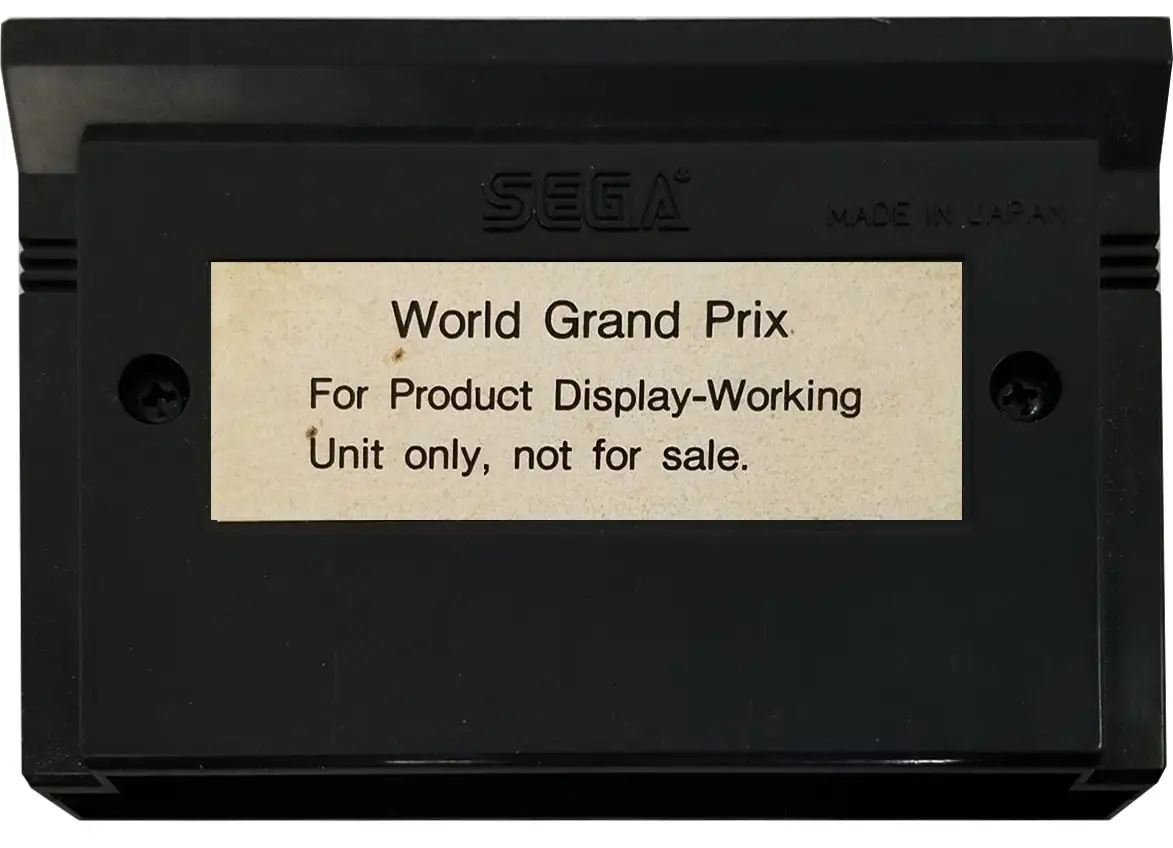 SEGA®
MADE IN JAPAN
World Grand Prix
For Product Display-Working
Unit only, not for sale.